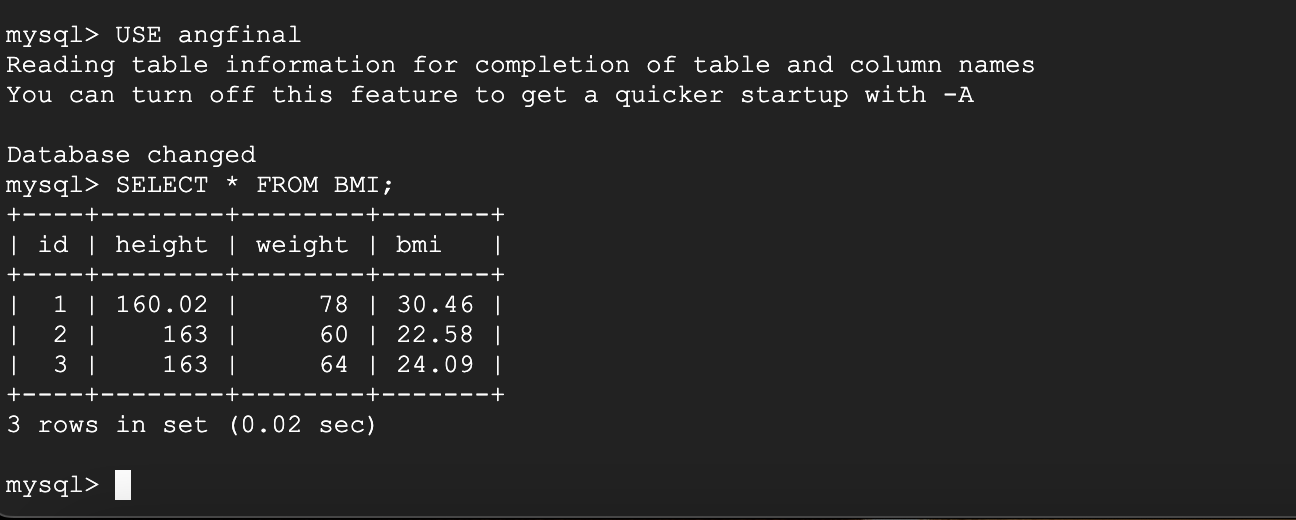 mysql> USE angfinal
Reading table information for completion of table and column names
You can turn off this feature to get a quicker startup with -A
Database changed
mysql> SELECT * FROM BMI;
+----+--------+--------+-------+
| id | height | weight | bmi   |
+----+--------+--------+-------+
|  1 | 160.02 |     78 | 30.46 |
|  2 |    163 |     60 | 22.58 |
|  3 |    163 |     64 | 24.09 |
+----+--------+--------+-------+
3 rows in set (0.02 sec)
mysql>